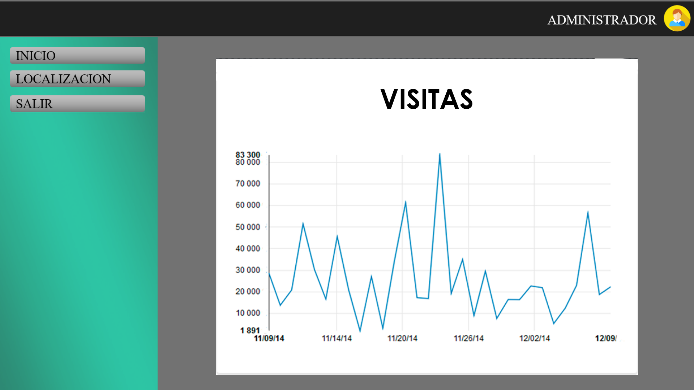 ADMINISTRADOR
INICIO
LOCALIZACION
SALIR
VISITAS
83 300
80 000
70 000
60 000
50 000
40 000
30 000
20 000
10 000
1 891
11/09/14 11/14/14 11/20/14 11/26/14 12/02/14 12/09/